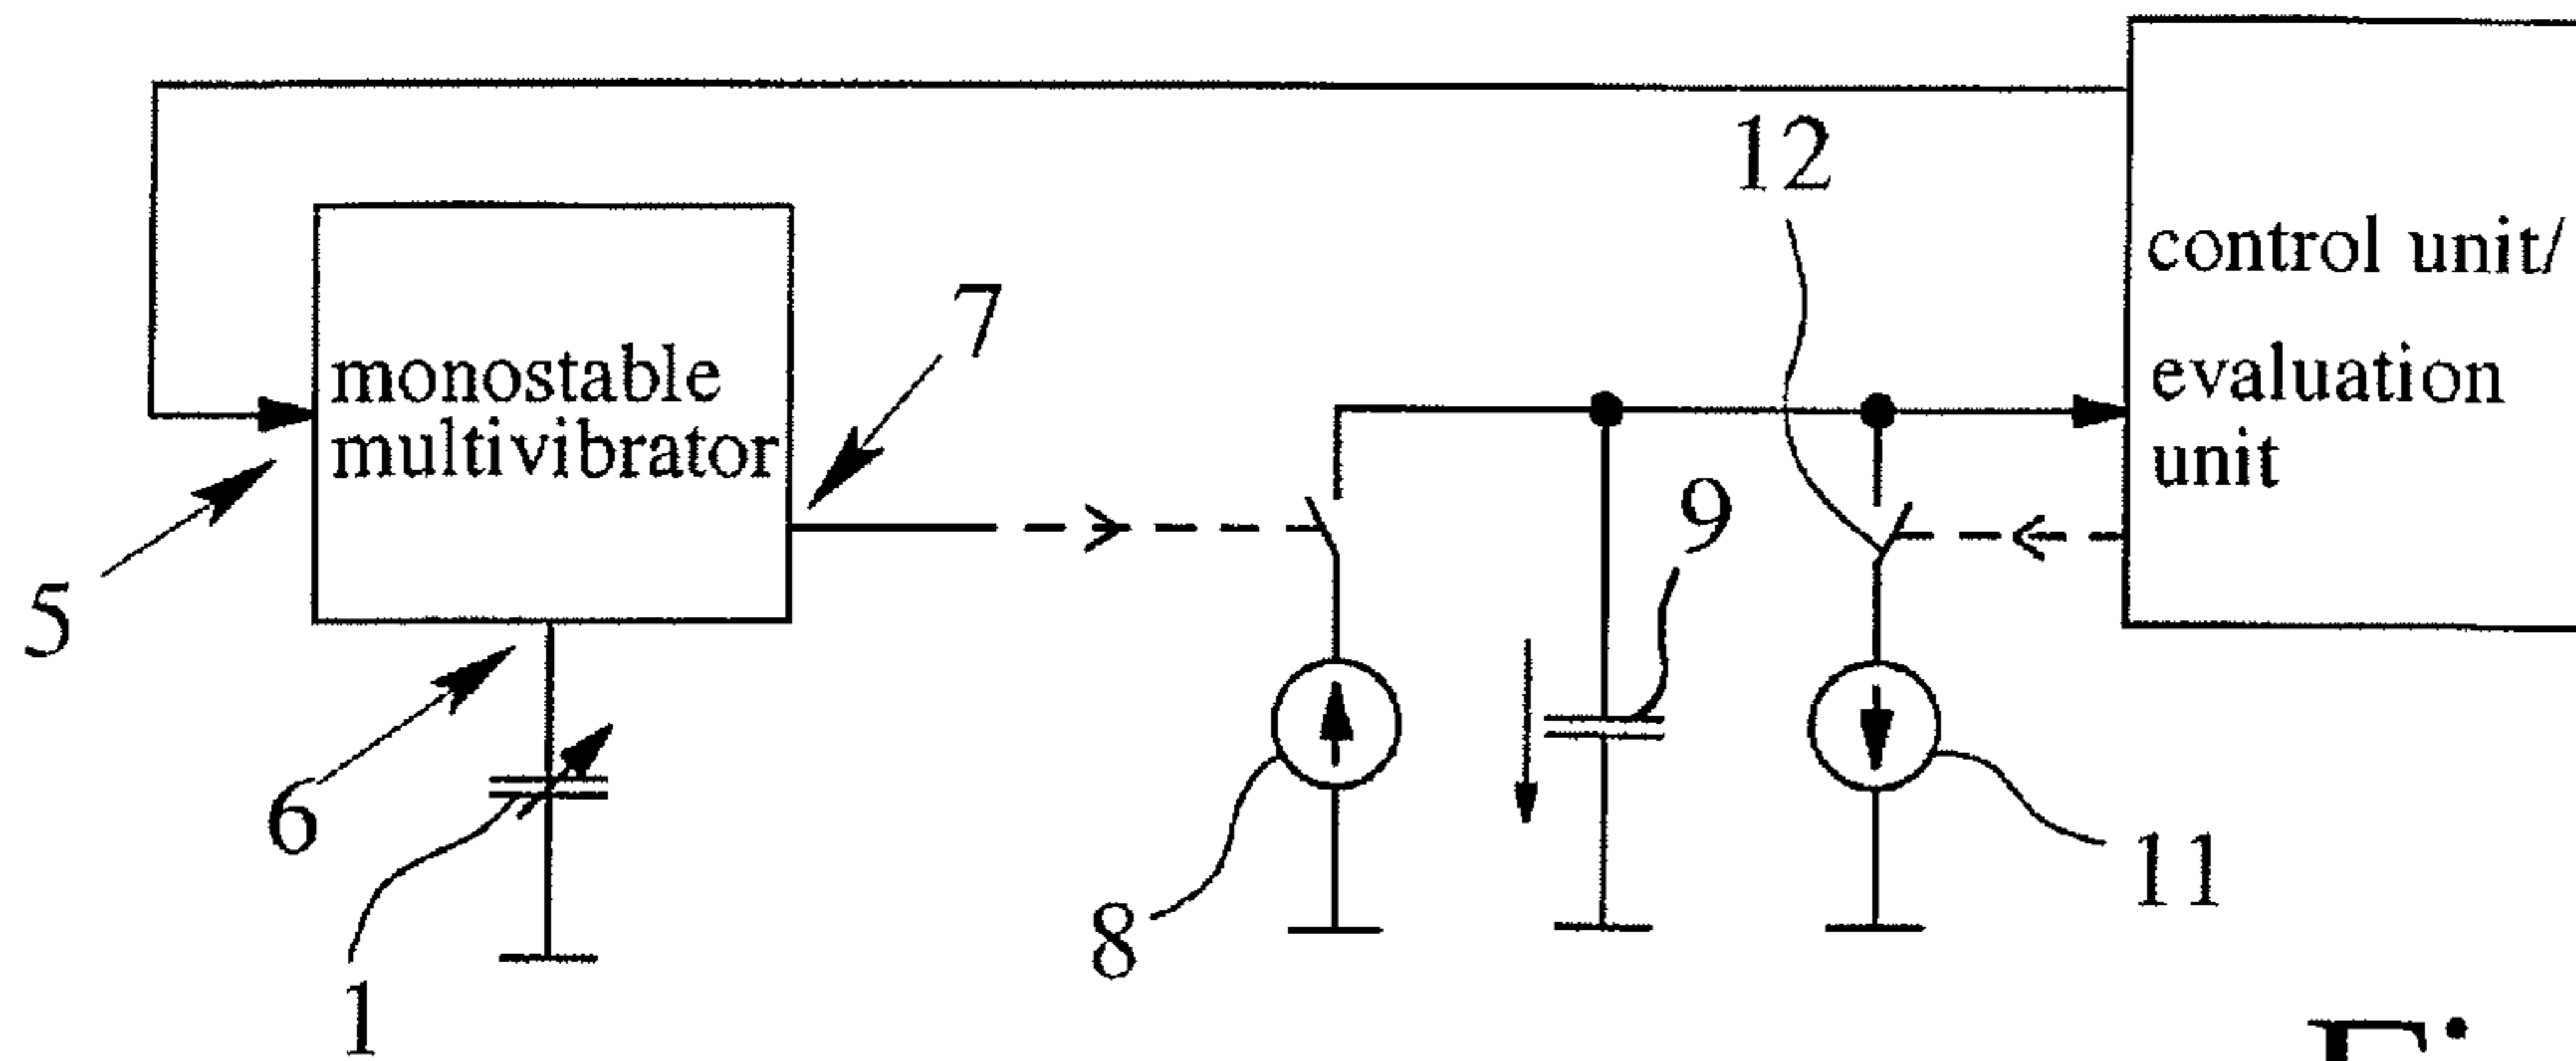 12
control unit/
evaluation
unit
monostable
multivibrator
7
5
9
6
8
11
1